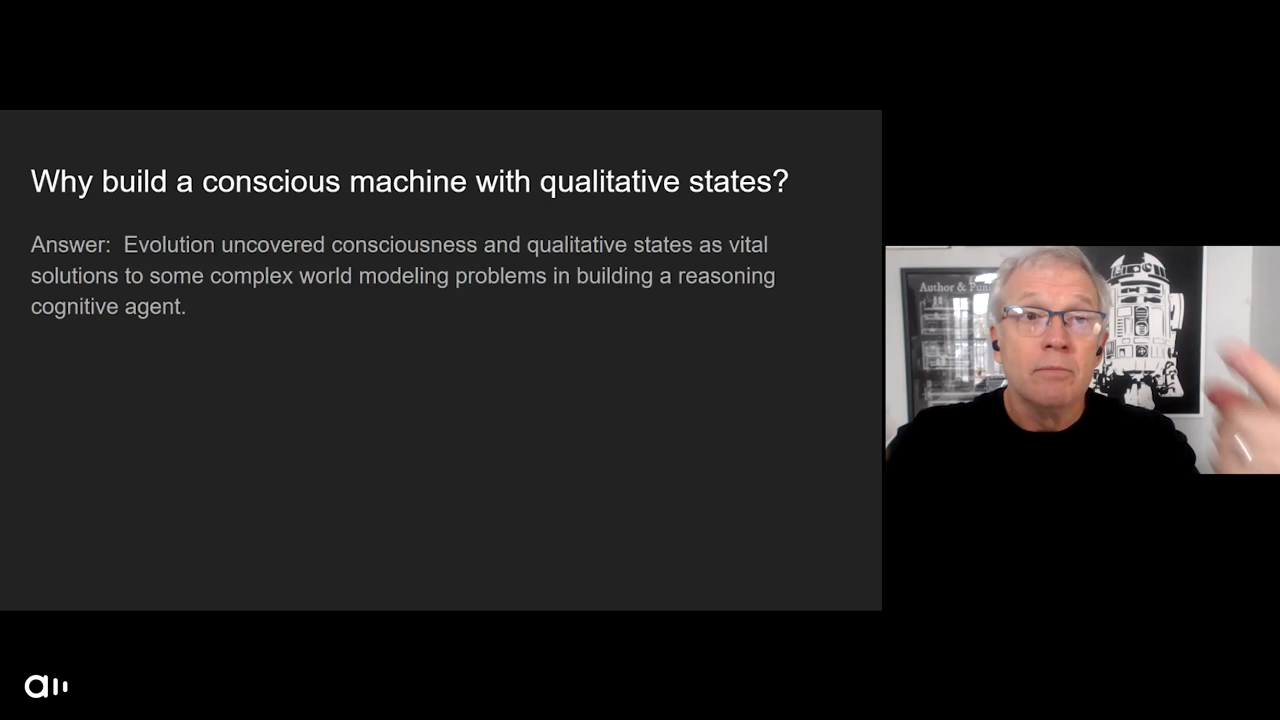 Why build a conscious machine with qualitative states?
Answer:  Evolution uncovered consciousness and qualitative states as vital
solutions to some complex world modeling problems in building a reasoning
cognitive agent.
Author &